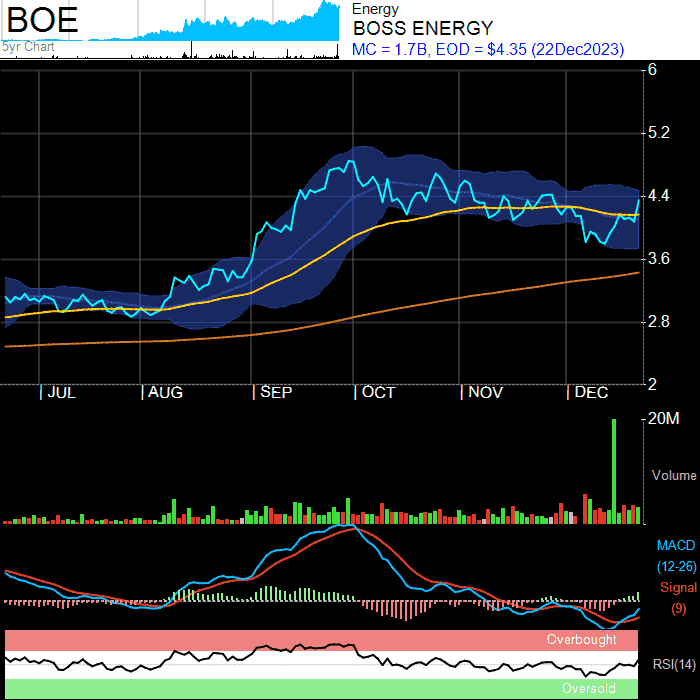 BOE
5yr Chart
Energy
BOSS ENERGY
MC = 1.7B, EOD = $4.35 (22Dec2023)
6
5.2
4.4
3.6
2.8
2
JUL
AUG
SEP
OCT
NOV
DEC
20M
Volume
MACD
(12-26)
Signal
(9)
Overbought
RSI(14)
Oversold